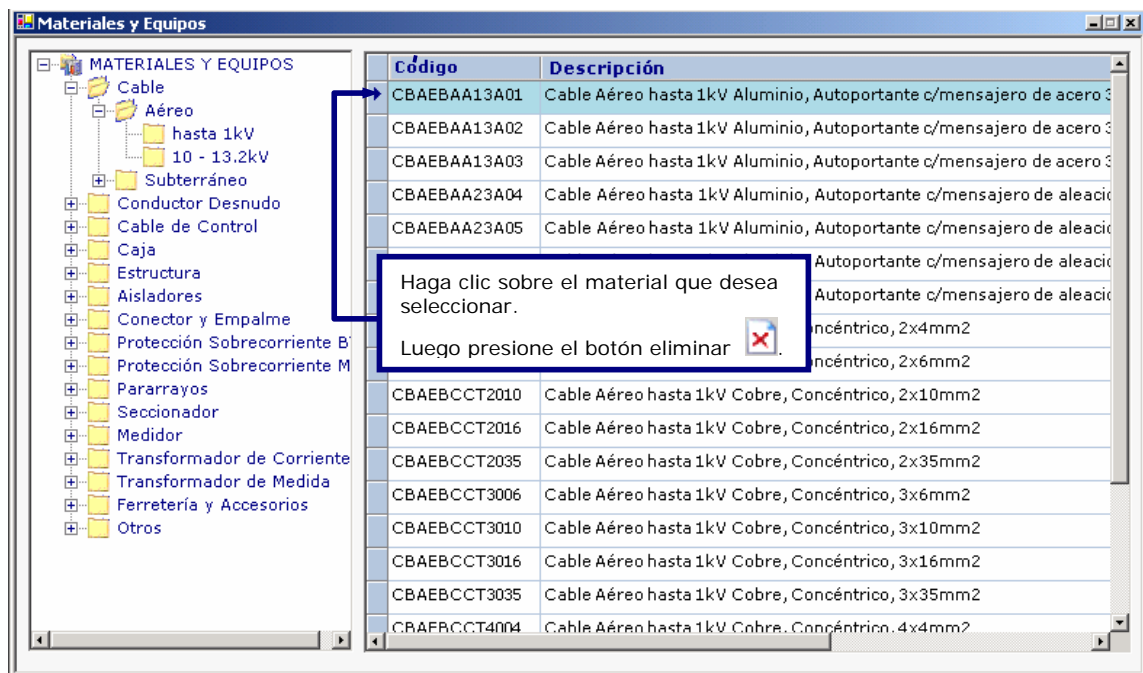 Materiales y Equipos
MATERIALES Y EQUIPOS
Cable
Aéreo
hasta 1kV
10 - 13.2kV
Subterráneo
Conductor Desnudo
Cable de Control
Caja
Estructura
Aisladores
Conector y Empalme
Protección Sobrecorriente B
Protección Sobrecorriente M
Pararrayos
Seccionador
Medidor
Transformador de Corriente
Transformador de Medida
Ferretería y Accesorios
Otros
Código Descripción
CBAEBAA13A01 Cable Aéreo hasta 1kV Aluminio, Autoportante c/mensajero de acero 3
CBAEBAA13A02 Cable Aéreo hasta 1kV Aluminio, Autoportante c/mensajero de acero 3
CBAEBAA13A03 Cable Aéreo hasta 1kV Aluminio, Autoportante c/mensajero de acero 3
CBAEBAA23A04 Cable Aéreo hasta 1kV Aluminio, Autoportante c/mensajero de aleacio
CBAEBAA23A05 Cable Aéreo hasta 1kV Aluminio, Autoportante c/mensajero de aleacio
Autoportante c/mensajero de aleacio
Autoportante c/mensajero de aleacio
ncéntrico, 2x4mm2
ncéntrico, 2x6mm2
Haga clic sobre el material que desea
seleccionar.
Luego presione el botón eliminar .
CBAEBCCT2010 Cable Aéreo hasta 1kV Cobre, Concéntrico, 2x10mm2
CBAEBCCT2016 Cable Aéreo hasta 1kV Cobre, Concéntrico, 2x16mm2
CBAEBCCT2035 Cable Aéreo hasta 1kV Cobre, Concéntrico, 2x35mm2
CBAEBCCT3006 Cable Aéreo hasta 1kV Cobre, Concéntrico, 3x6mm2
CBAEBCCT3010 Cable Aéreo hasta 1kV Cobre, Concéntrico, 3x10mm2
CBAEBCCT3016 Cable Aéreo hasta 1kV Cobre, Concéntrico, 3x16mm2
CBAEBCCT3035 Cable Aéreo hasta 1kV Cobre, Concéntrico, 3x35mm2
CBAEBCCT4004 Cable Aéreo hasta 1kV Cobre, Concéntrico, 4x4mm2